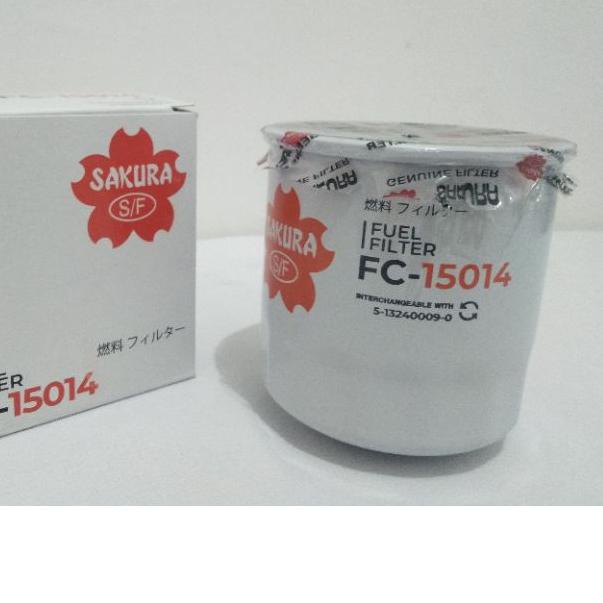 SAKURA
S/F
燃料 フィルター
ER
-15014
GENUINE FILTER
SAKURA
燃料 フィルター
SAKURA
S/F
FUEL
FILTER
FC-15014
INTERCHANGEABLE WITH
5-13240009-0